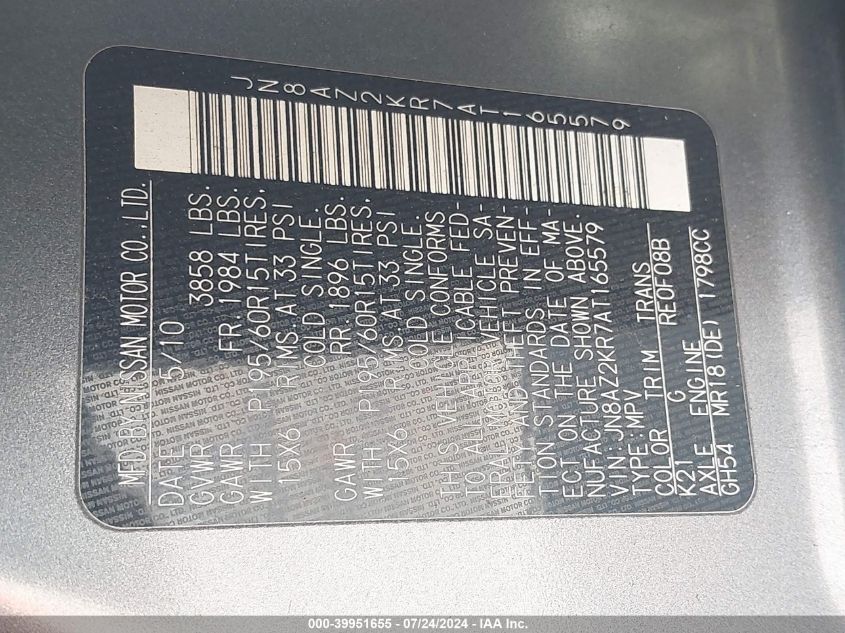 JN8AZ2KR7AT165579
MFD. BY NISSAN MOTOR CO.,LTD.
DATE 5/10
GVWR 3858 LBS.
GAWR FR 1984 LBS.
WITH P195/60R15TIRES.
15X6 RIMS.AT 33 PSI
COLD SINGLE.
GAWR RR 1896 LBS.
WITH P195/60R15TIRES.
15X6 RIMS.AT 33 PSI
COLD SINGLE.
THIS VEHICLE CONFORMS
TO ALL APPLICABLE FED-
ERAL MOTOR VEHICLE SA-
FETY AND THEFT PREVEN-
TION STANDARDS IN EFF-
ECT ON THE DATE OF MA-
NUFACTURE SHOWN ABOVE.
VIN:JN8AZ2KR7AT165579
TYPE:MPV
COLOR TRIM TRANS
K21 G RE0F08B
AXLE ENGINE
GH54 MR18(DE) 1798CC
000-39951655 / 07/24/2024 - IAA Inc.